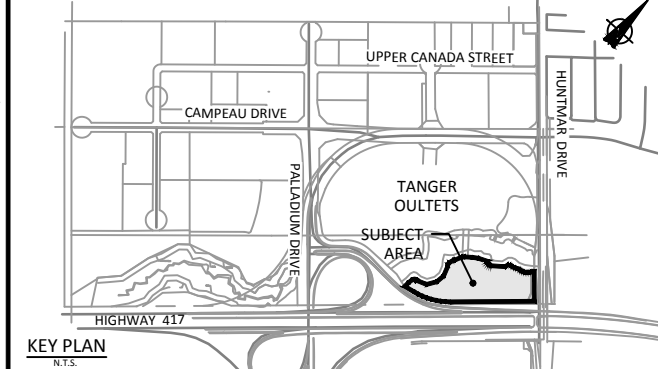 UPPER CANADA STREET
HUNTMAR DRIVE
CAMPEAU DRIVE
PALLADIUM DRIVE
TANGER
OULTETS
SUBJECT
AREA
HIGHWAY 417
KEY PLAN
N.T.S.